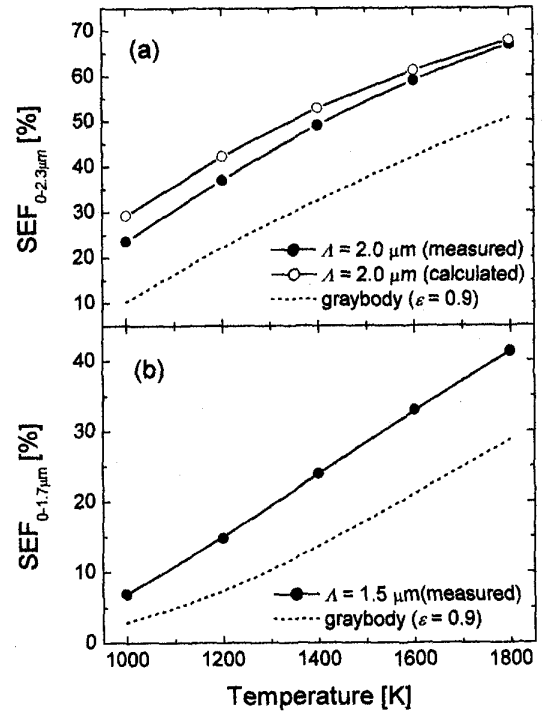 70
(a)
60
50
40
30
20
10
SEF0-2.3μm [%]
Λ = 2.0 μm (measured)
Λ = 2.0 μm (calculated)
graybody (ε = 0.9)
40
(b)
30
20
10
0
SEF0-1.7μm [%]
Λ = 1.5 μm(measured)
graybody (ε = 0.9)
1000 1200 1400 1600 1800
Temperature [K]